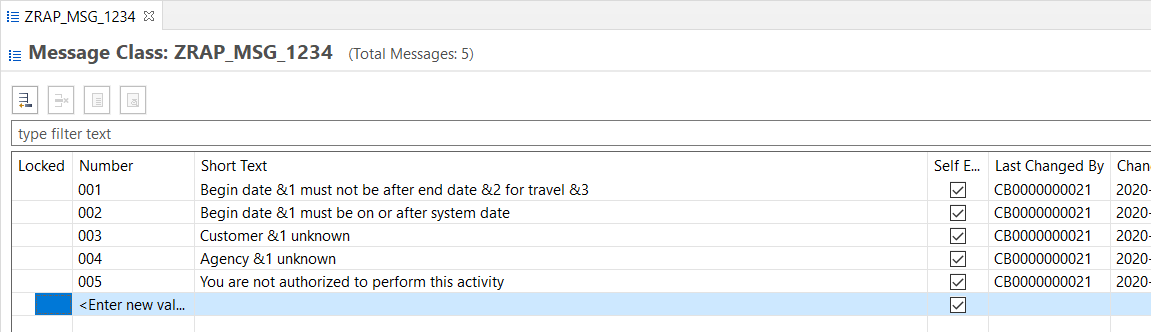 ZRAP_MSG_1234
Message Class: ZRAP_MSG_1234 (Total Messages: 5)
type filter text
Locked Number Short Text Self E... Last Changed By Chan
001 Begin date &1 must not be after end date &2 for travel &3 CB0000000021 2020-
002 Begin date &1 must be on or after system date CB0000000021 2020-
003 Customer &1 unknown CB0000000021 2020-
004 Agency &1 unknown CB0000000021 2020-
005 You are not authorized to perform this activity CB0000000021 2020-
<Enter new val...